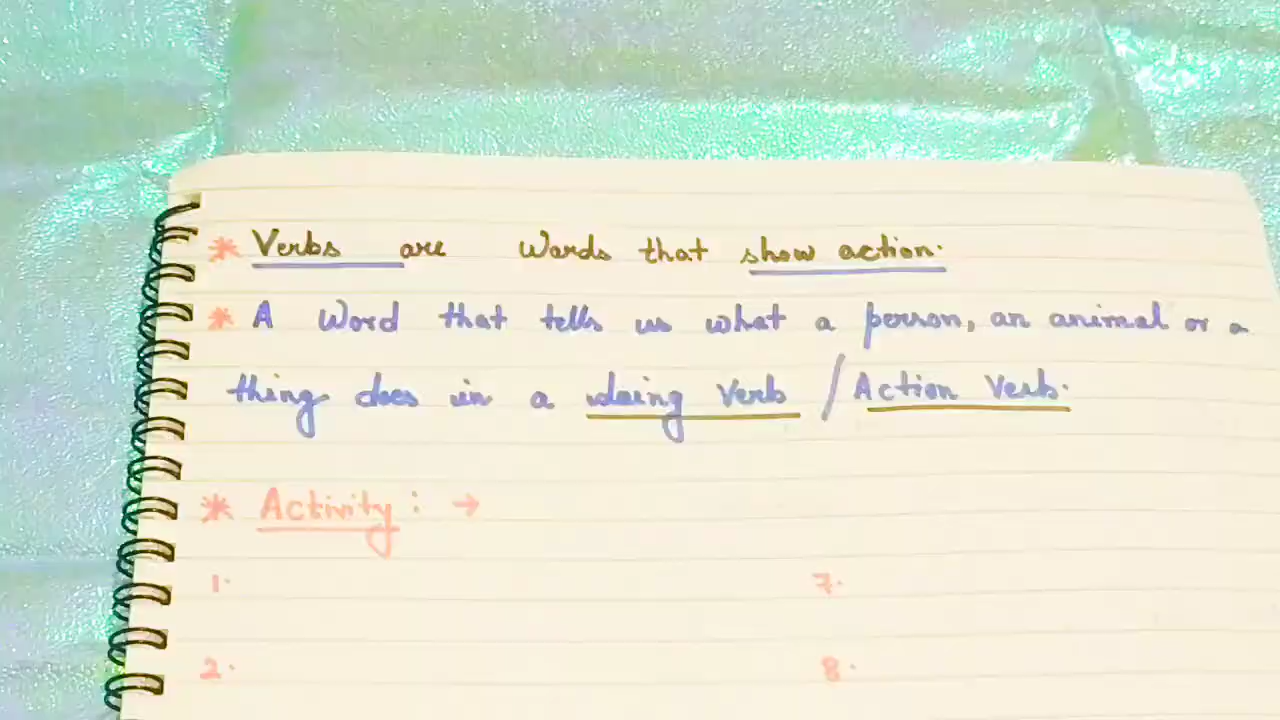 * Verbs are Words that show action.
* A Word that tells us what a person, an animal or a
thing does in a doing Verb / Action Verb.
* Activity : →
1. 7.
2. 8.